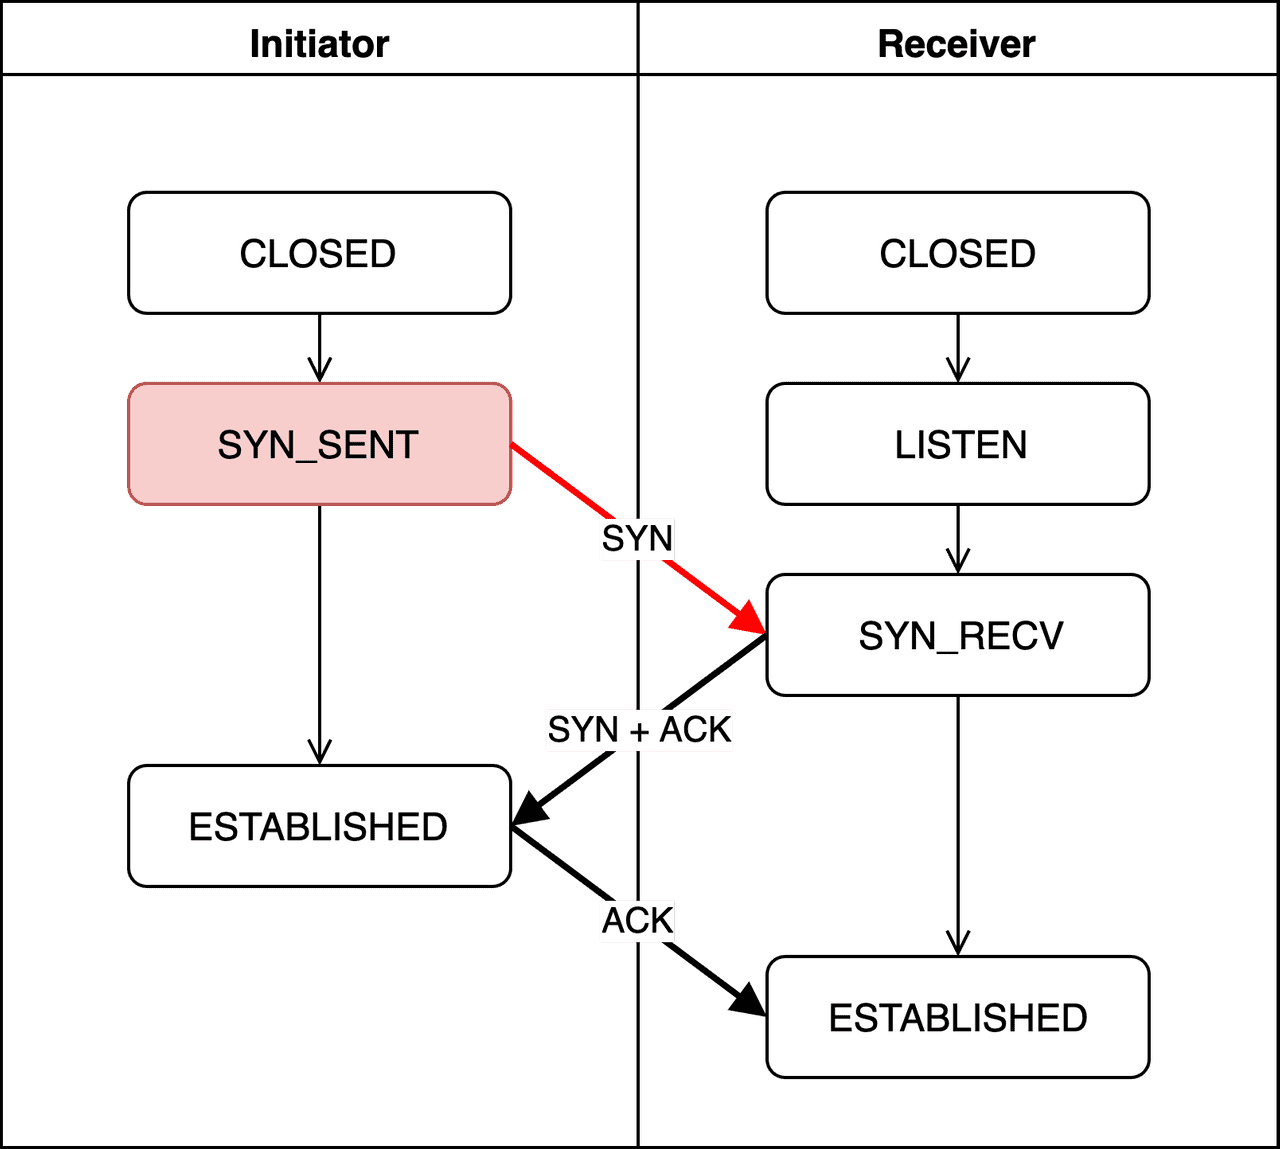 Initiator
Receiver
CLOSED
CLOSED
SYN_SENT
LISTEN
SYN
SYN_RECV
SYN + ACK
ESTABLISHED
ACK
ESTABLISHED